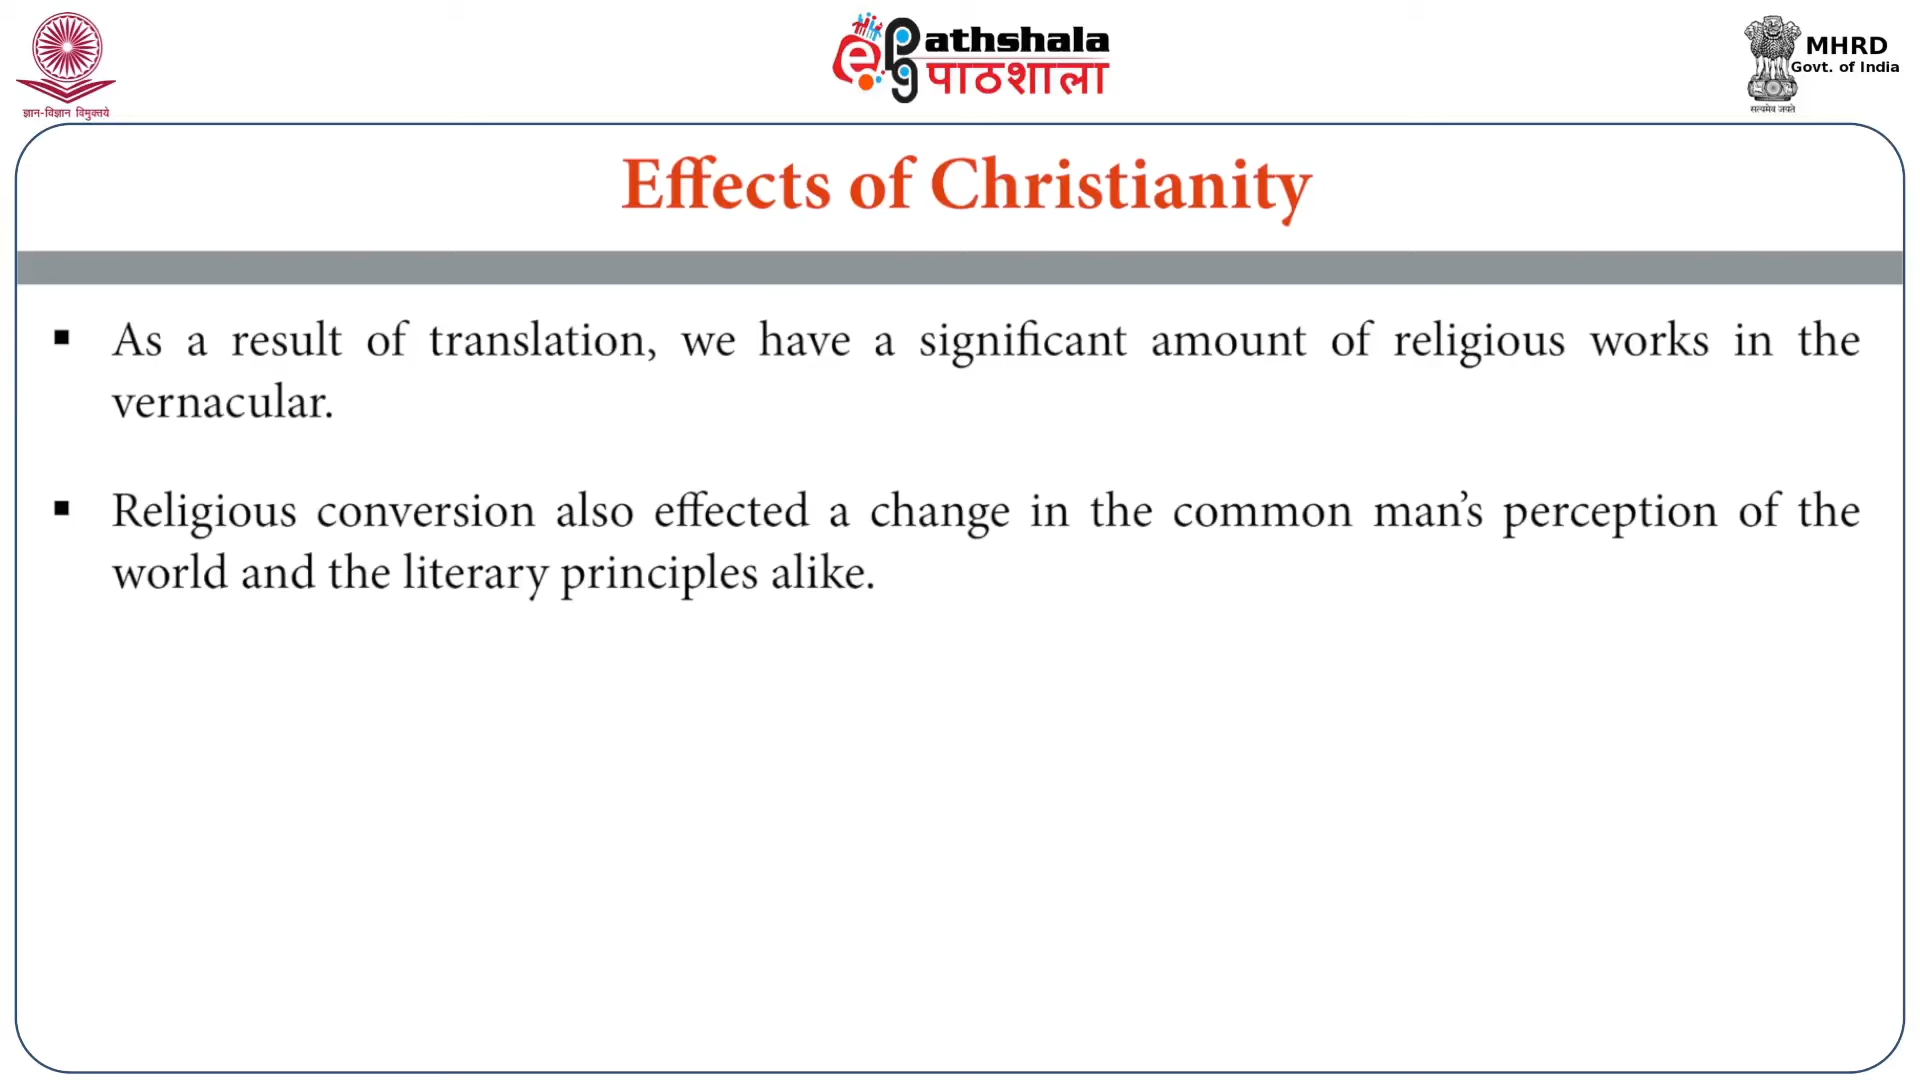 ज्ञान-विज्ञान विमुक्तये
ePathshala
पाठशाला
MHRD
Govt. of India
सत्यमेव जयते
Effects of Christianity
▪ As a result of translation, we have a significant amount of religious works in the
vernacular.
▪ Religious conversion also effected a change in the common man’s perception of the
world and the literary principles alike.